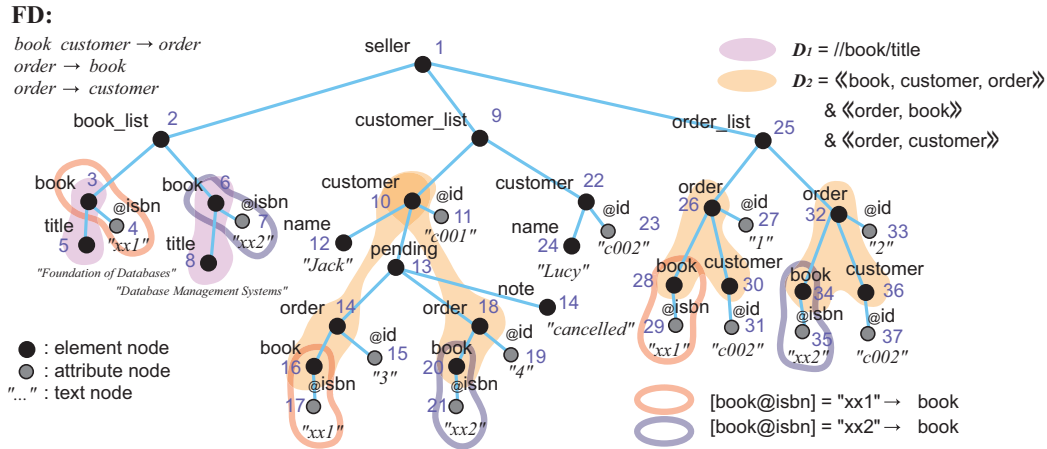 FD:
book customer → order
order → book
order → customer
D1 = //book/title
D2 = ⟪book, customer, order⟫
& ⟪order, book⟫
& ⟪order, customer⟫
seller 1
book_list 2
customer_list 9
order_list 25
book 3
@isbn 4
"xx1"
title 5
"Foundation of Databases"
book 6
@isbn 7
"xx2"
title 8
"Database Management Systems"
customer 10
@id 11
"c001"
name 12
"Jack"
pending 13
order 14
@id 15
"3"
book 16
@isbn 17
"xx1"
order 18
@id 19
"4"
book 20
@isbn 21
"xx2"
note 14
"cancelled"
customer 22
@id 23
"c002"
name 24
"Lucy"
order 26
@id 27
"1"
book 28
@isbn 29
"xx1"
customer 30
@id 31
"c002"
order 32
@id 33
"2"
book 34
@isbn 35
"xx2"
customer 36
@id 37
"c002"
: element node
: attribute node
"..." : text node
[book@isbn] = "xx1" → book
[book@isbn] = "xx2" → book